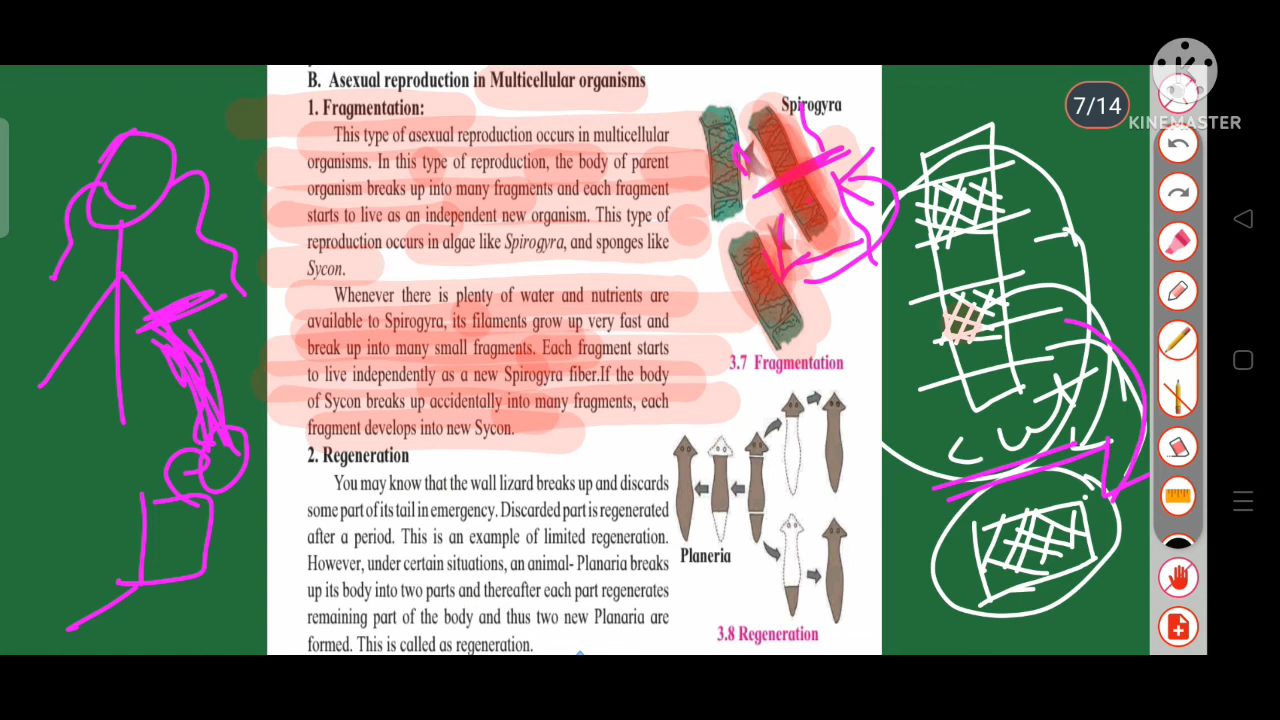 B. Asexual reproduction in Multicellular organisms
1. Fragmentation:
This type of asexual reproduction occurs in multicellular
organisms. In this type of reproduction, the body of parent
organism breaks up into many fragments and each fragment
starts to live as an independent new organism. This type of
reproduction occurs in algae like Spirogyra, and sponges like
Sycon.
Whenever there is plenty of water and nutrients are
available to Spirogyra, its filaments grow up very fast and
break up into many small fragments. Each fragment starts
to live independently as a new Spirogyra fiber.If the body
of Sycon breaks up accidentally into many fragments, each
fragment develops into new Sycon.
2. Regeneration
You may know that the wall lizard breaks up and discards
some part of its tail in emergency. Discarded part is regenerated
after a period. This is an example of limited regeneration.
However, under certain situations, an animal- Planaria breaks
up its body into two parts and thereafter each part regenerates
remaining part of the body and thus two new Planaria are
formed. This is called as regeneration.
Spirogyra
3.7 Fragmentation
Planeria
3.8 Regeneration
7/14
KINEMASTER